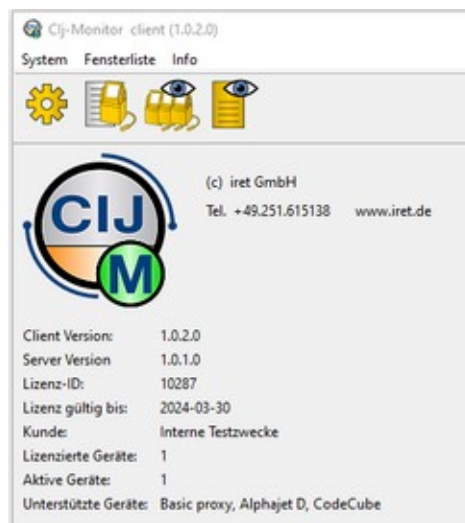 CIj-Monitor client (1.0.2.0)
System Fensterliste Info
CIJ
M
(c) iret GmbH
Tel. +49.251.615138 www.iret.de
Client Version: 1.0.2.0
Server Version 1.0.1.0
Lizenz-ID: 10287
Lizenz gültig bis: 2024-03-30
Kunde: Interne Testzwecke
Lizenzierte Geräte: 1
Aktive Geräte: 1
Unterstützte Geräte: Basic proxy, Alphajet D, CodeCube